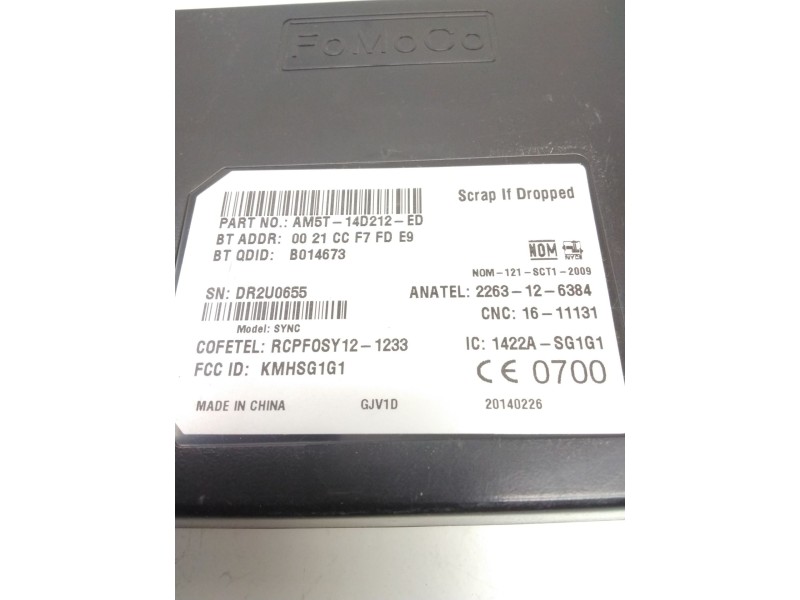 FoMoCo
Scrap If Dropped
PART NO.: AM5T-14D212-ED
BT ADDR: 00 21 CC F7 FD E9
BT QDID: B014673
NOM NYCE
NOM-121-SCT1-2009
SN: DR2U0655
ANATEL: 2263-12-6384
CNC: 16-11131
Model: SYNC
COFETEL: RCPFOSY12-1233
IC: 1422A-SG1G1
FCC ID: KMHSG1G1
CE 0700
MADE IN CHINA GJV1D 20140226